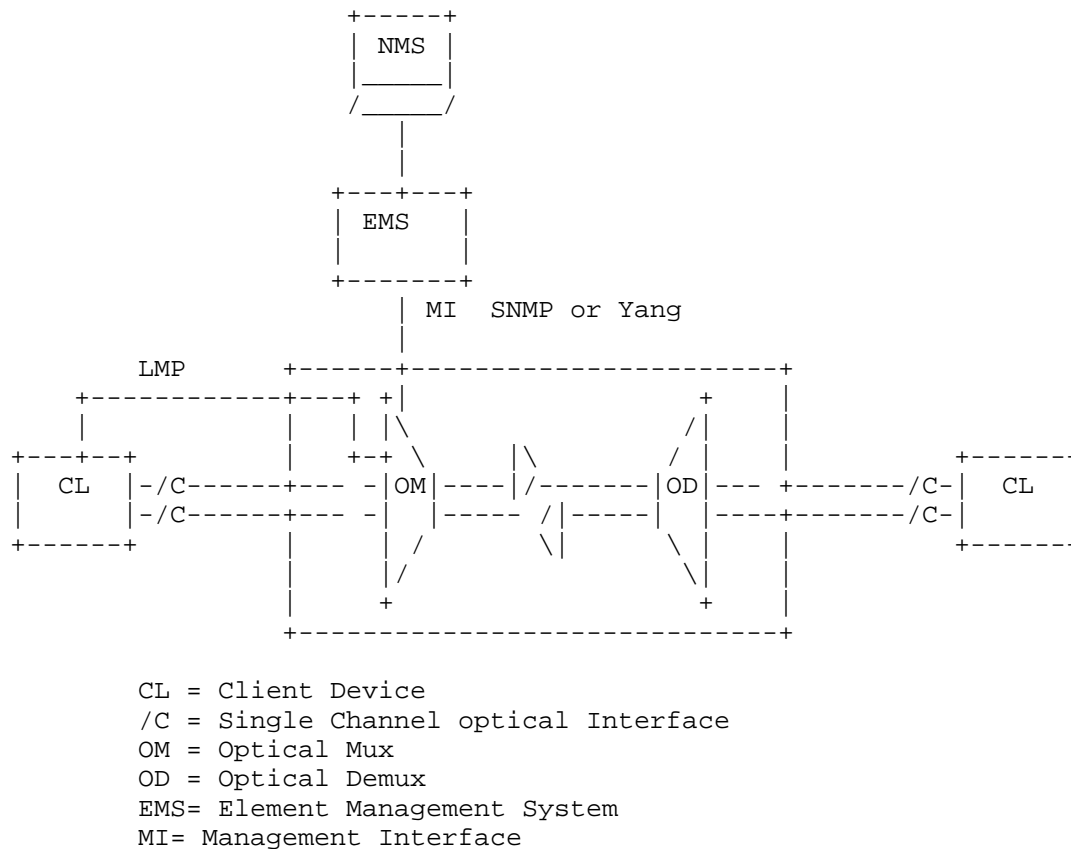 NMS
EMS
MI SNMP or Yang
LMP
CL /C OM OD /C CL
/C /C
CL = Client Device
/C = Single Channel optical Interface
OM = Optical Mux
OD = Optical Demux
EMS= Element Management System
MI= Management Interface